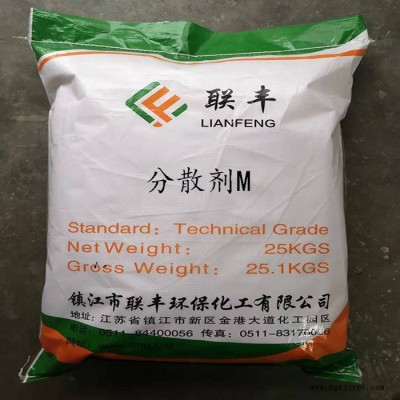 联丰
LIANFENG
分散剂M
Standard: Technical Grade
Net Weight: 25KGS
Gross Weight: 25.1KGS
镇江市联丰环保化工有限公司
地址:江苏省镇江市新区金港大道化工园区
电话:0511-84400056 传真:0511-83170056